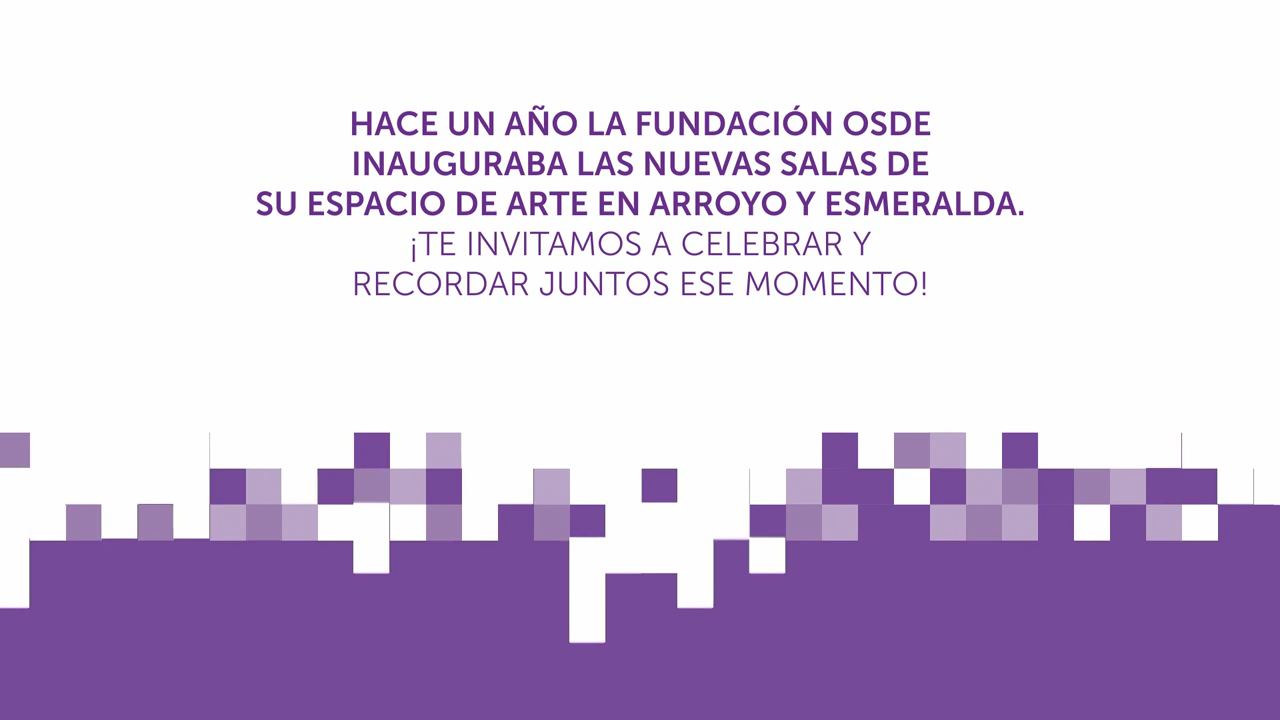 HACE UN AÑO LA FUNDACIÓN OSDE
INAUGURABA LAS NUEVAS SALAS DE
SU ESPACIO DE ARTE EN ARROYO Y ESMERALDA.
¡TE INVITAMOS A CELEBRAR Y
RECORDAR JUNTOS ESE MOMENTO!